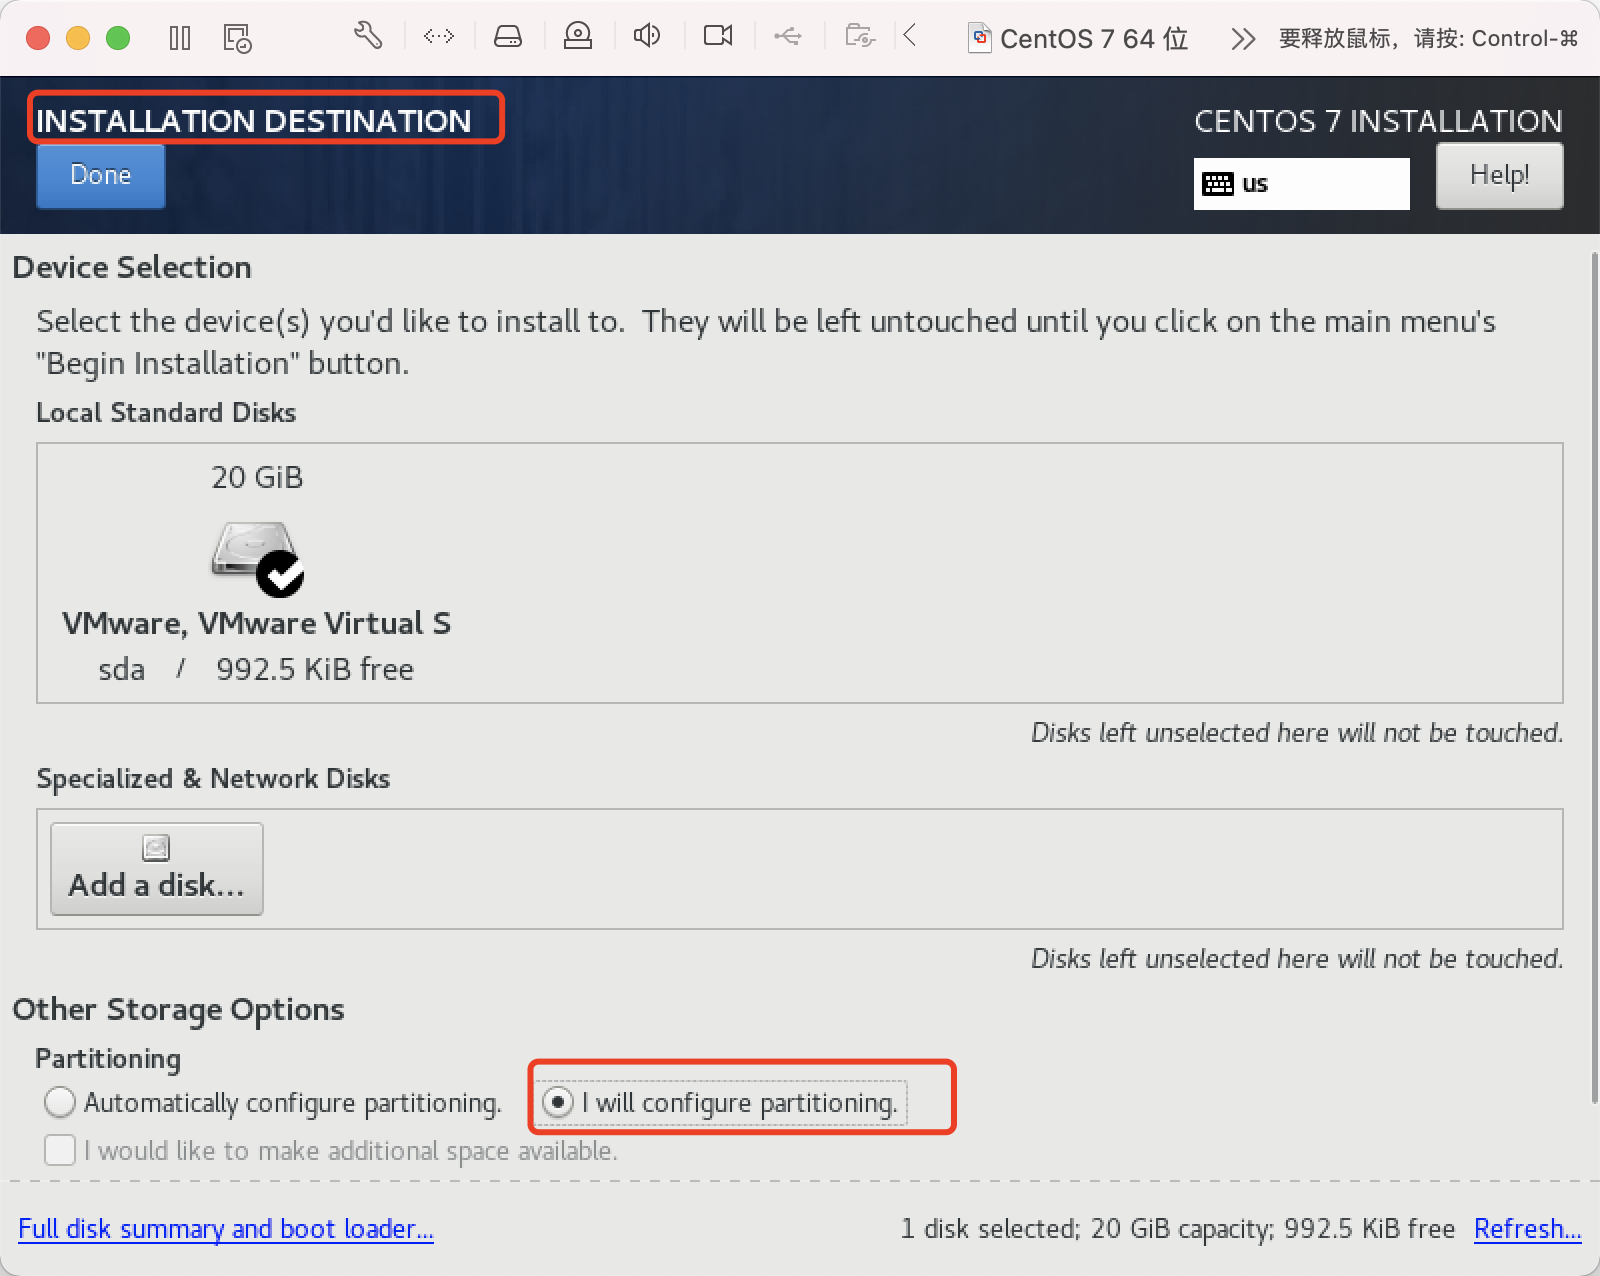 CentOS 7 64 位
要释放鼠标，请按: Control-⌘
INSTALLATION DESTINATION
CENTOS 7 INSTALLATION
Done
us
Help!
Device Selection
Select the device(s) you'd like to install to.  They will be left untouched until you click on the main menu's
"Begin Installation" button.
Local Standard Disks
20 GiB
VMware, VMware Virtual S
sda / 992.5 KiB free
Disks left unselected here will not be touched.
Specialized & Network Disks
Add a disk...
Disks left unselected here will not be touched.
Other Storage Options
Partitioning
Automatically configure partitioning.
I will configure partitioning.
I would like to make additional space available.
Full disk summary and boot loader...
1 disk selected; 20 GiB capacity; 992.5 KiB free
Refresh...